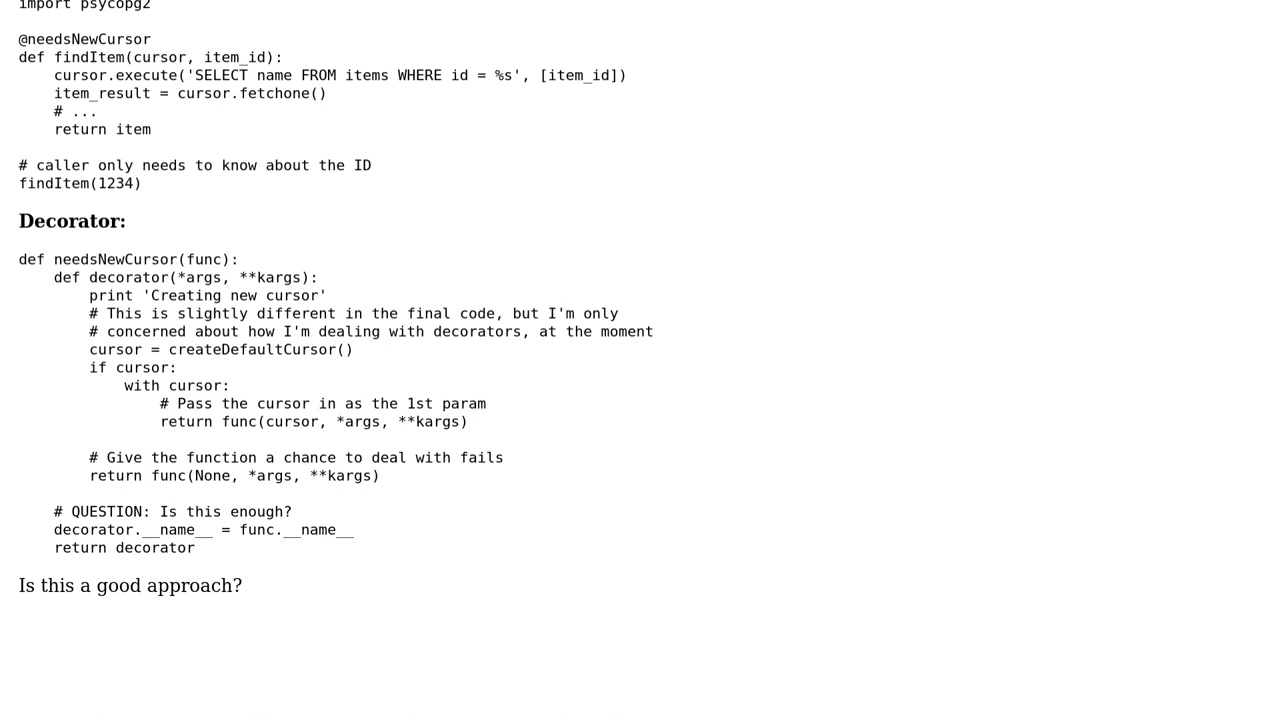 import psycopg2

@needsNewCursor
def findItem(cursor, item_id):
    cursor.execute('SELECT name FROM items WHERE id = %s', [item_id])
    item_result = cursor.fetchone()
    # ...
    return item

# caller only needs to know about the ID
findItem(1234)

Decorator:

def needsNewCursor(func):
    def decorator(*args, **kargs):
        print 'Creating new cursor'
        # This is slightly different in the final code, but I'm only
        # concerned about how I'm dealing with decorators, at the moment
        cursor = createDefaultCursor()
        if cursor:
            with cursor:
                # Pass the cursor in as the 1st param
                return func(cursor, *args, **kargs)

        # Give the function a chance to deal with fails
        return func(None, *args, **kargs)

    # QUESTION: Is this enough?
    decorator.__name__ = func.__name__
    return decorator

Is this a good approach?